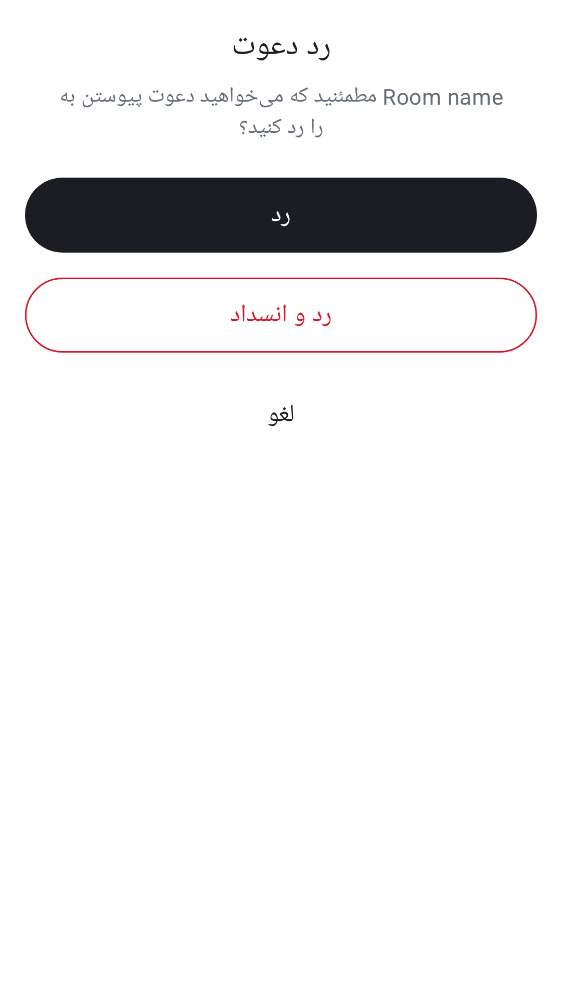 رد دعوت
مطمئنید که می‌خواهید دعوت پیوستن به Room name
را رد کنید؟
رد
رد و انسداد
لغو